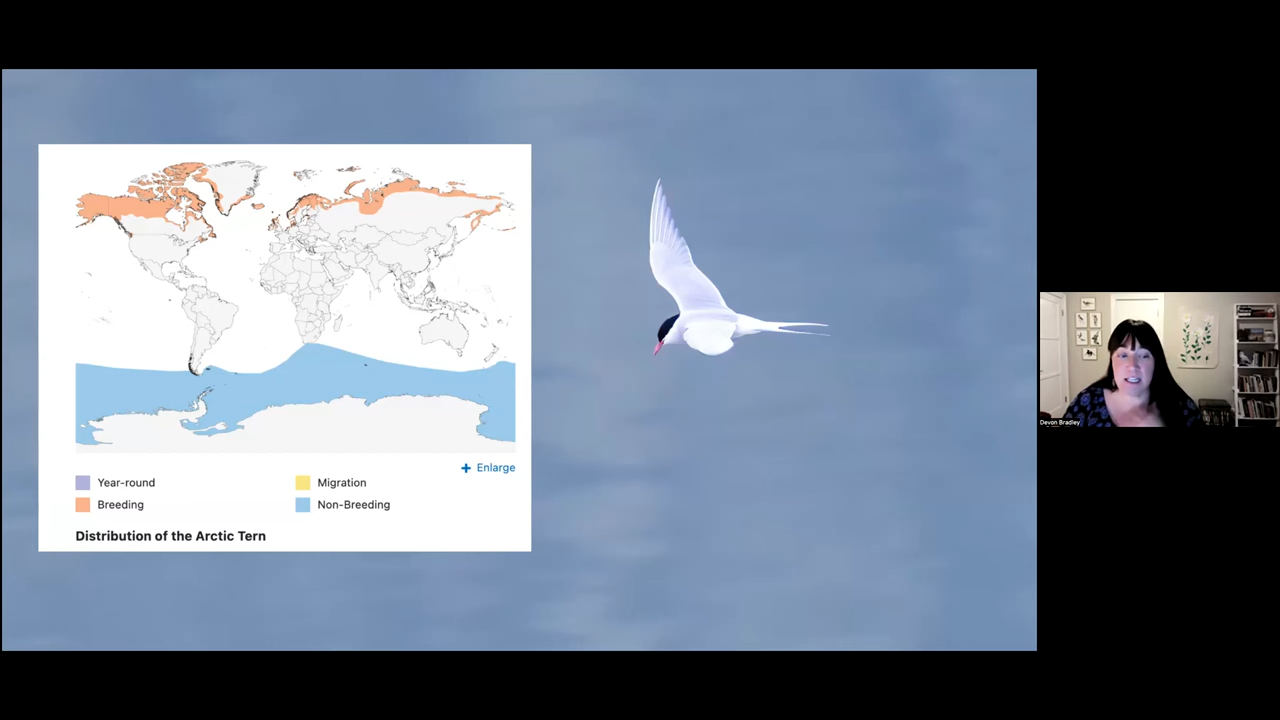 + Enlarge
Year-round
Migration
Breeding
Non-Breeding
Distribution of the Arctic Tern
Devon Bradley